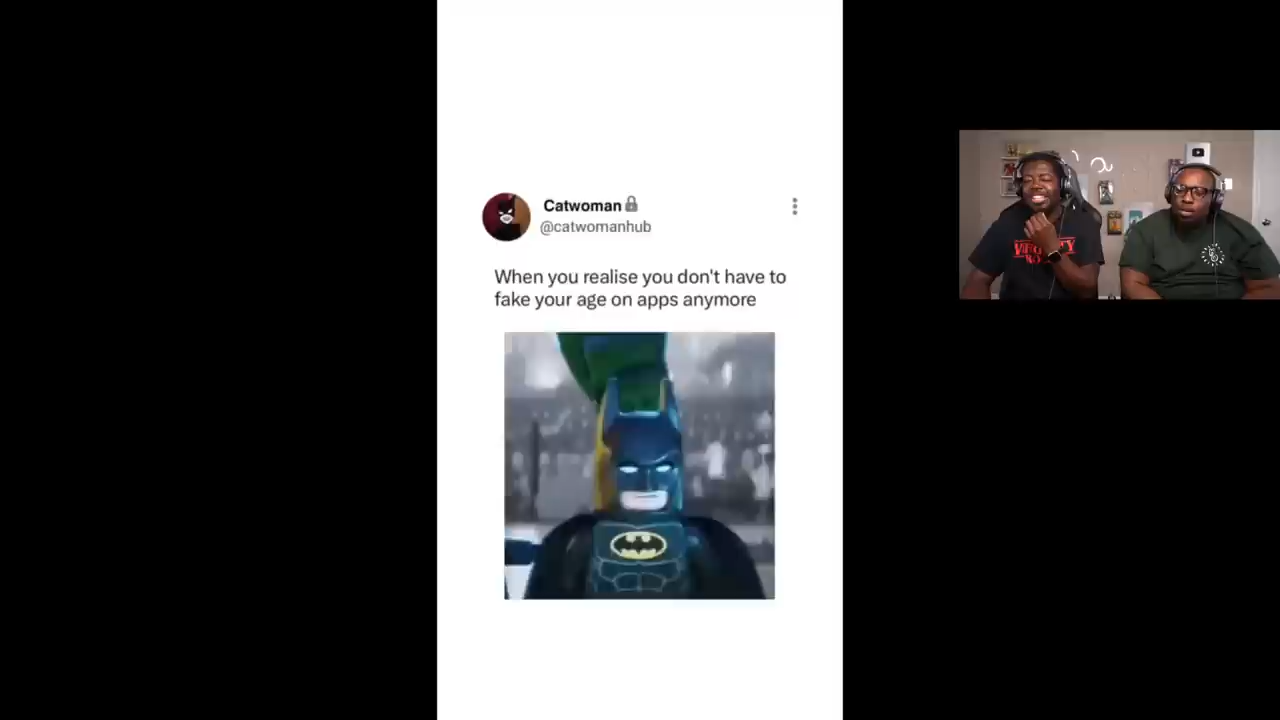 Catwoman
@catwomanhub
When you realise you don't have to
fake your age on apps anymore